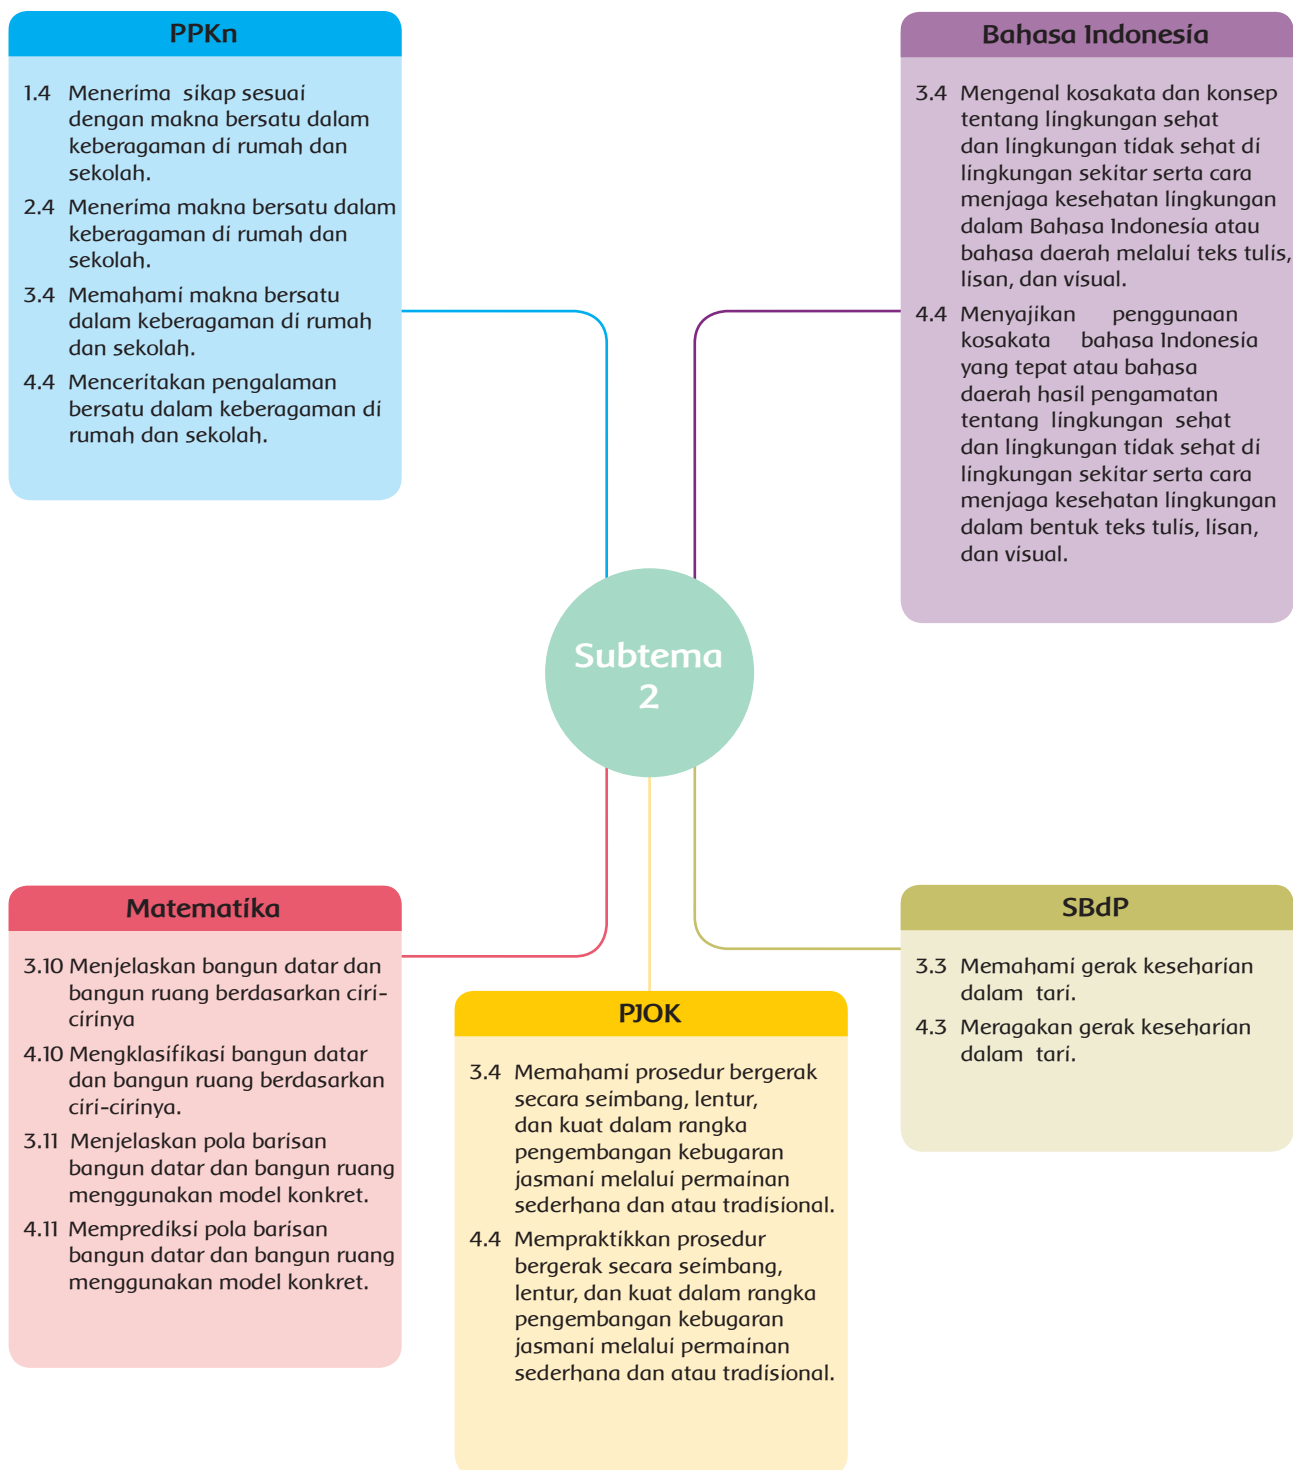 PPKn
1.4 Menerima sikap sesuai
dengan makna bersatu dalam
keberagaman di rumah dan
sekolah.
2.4 Menerima makna bersatu dalam
keberagaman di rumah dan
sekolah.
3.4 Memahami makna bersatu
dalam keberagaman di rumah
dan sekolah.
4.4 Menceritakan pengalaman
bersatu dalam keberagaman di
rumah dan sekolah.
Bahasa Indonesia
3.4 Mengenal kosakata dan konsep
tentang lingkungan sehat
dan lingkungan tidak sehat di
lingkungan sekitar serta cara
menjaga kesehatan lingkungan
dalam Bahasa Indonesia atau
bahasa daerah melalui teks tulis,
lisan, dan visual.
4.4 Menyajikan penggunaan
kosakata bahasa Indonesia
yang tepat atau bahasa
daerah hasil pengamatan
tentang lingkungan sehat
dan lingkungan tidak sehat di
lingkungan sekitar serta cara
menjaga kesehatan lingkungan
dalam bentuk teks tulis, lisan,
dan visual.
Subtema
2
Matematika
3.10 Menjelaskan bangun datar dan
bangun ruang berdasarkan ciri-
cirinya
4.10 Mengklasifikasi bangun datar
dan bangun ruang berdasarkan
ciri-cirinya.
3.11 Menjelaskan pola barisan
bangun datar dan bangun ruang
menggunakan model konkret.
4.11 Memprediksi pola barisan
bangun datar dan bangun ruang
menggunakan model konkret.
PJOK
3.4 Memahami prosedur bergerak
secara seimbang, lentur,
dan kuat dalam rangka
pengembangan kebugaran
jasmani melalui permainan
sederhana dan atau tradisional.
4.4 Mempraktikkan prosedur
bergerak secara seimbang,
lentur, dan kuat dalam rangka
pengembangan kebugaran
jasmani melalui permainan
sederhana dan atau tradisional.
SBdP
3.3 Memahami gerak keseharian
dalam tari.
4.3 Meragakan gerak keseharian
dalam tari.